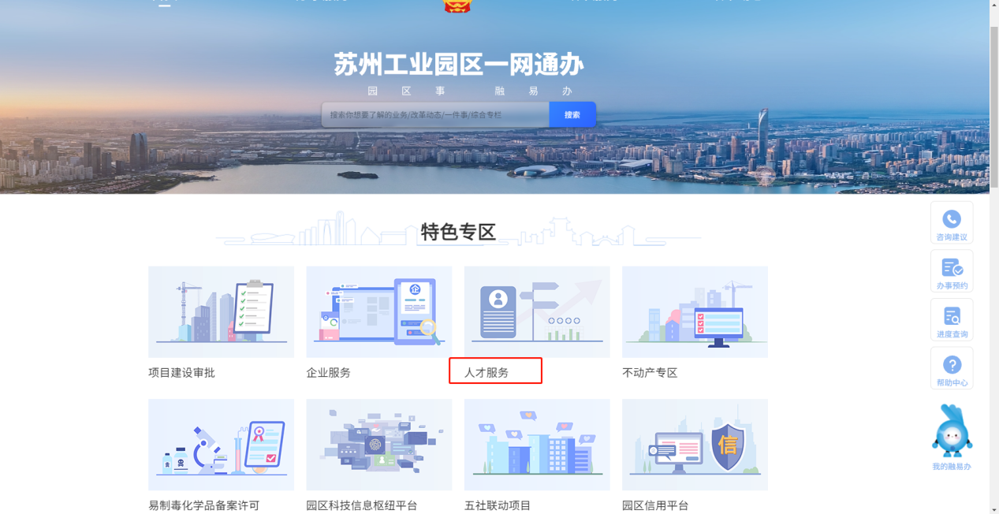 苏州工业园区一网通办
园区事 融易办
搜索你想要了解的业务/改革动态/一件事/综合专栏
搜索
特色专区
咨询建议
办事预约
进度查询
帮助中心
我的融易办
项目建设审批
企业服务
人才服务
不动产专区
企
信
易制毒化学品备案许可
园区科技信息枢纽平台
五社联动项目
园区信用平台